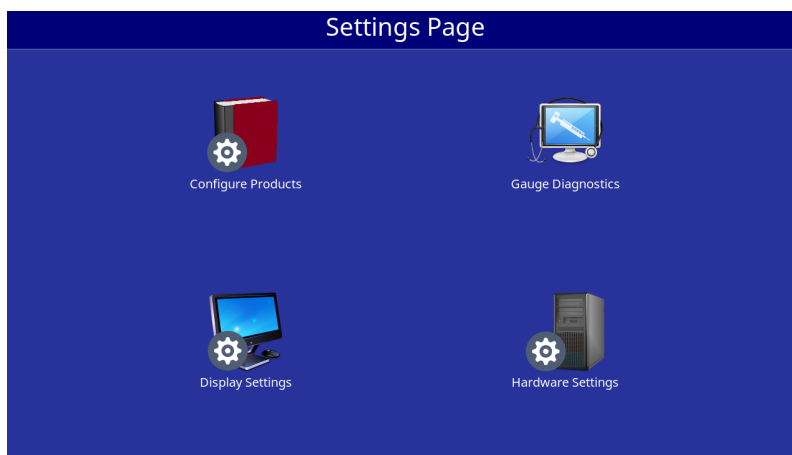 Settings Page
Configure Products
Gauge Diagnostics
Display Settings
Hardware Settings